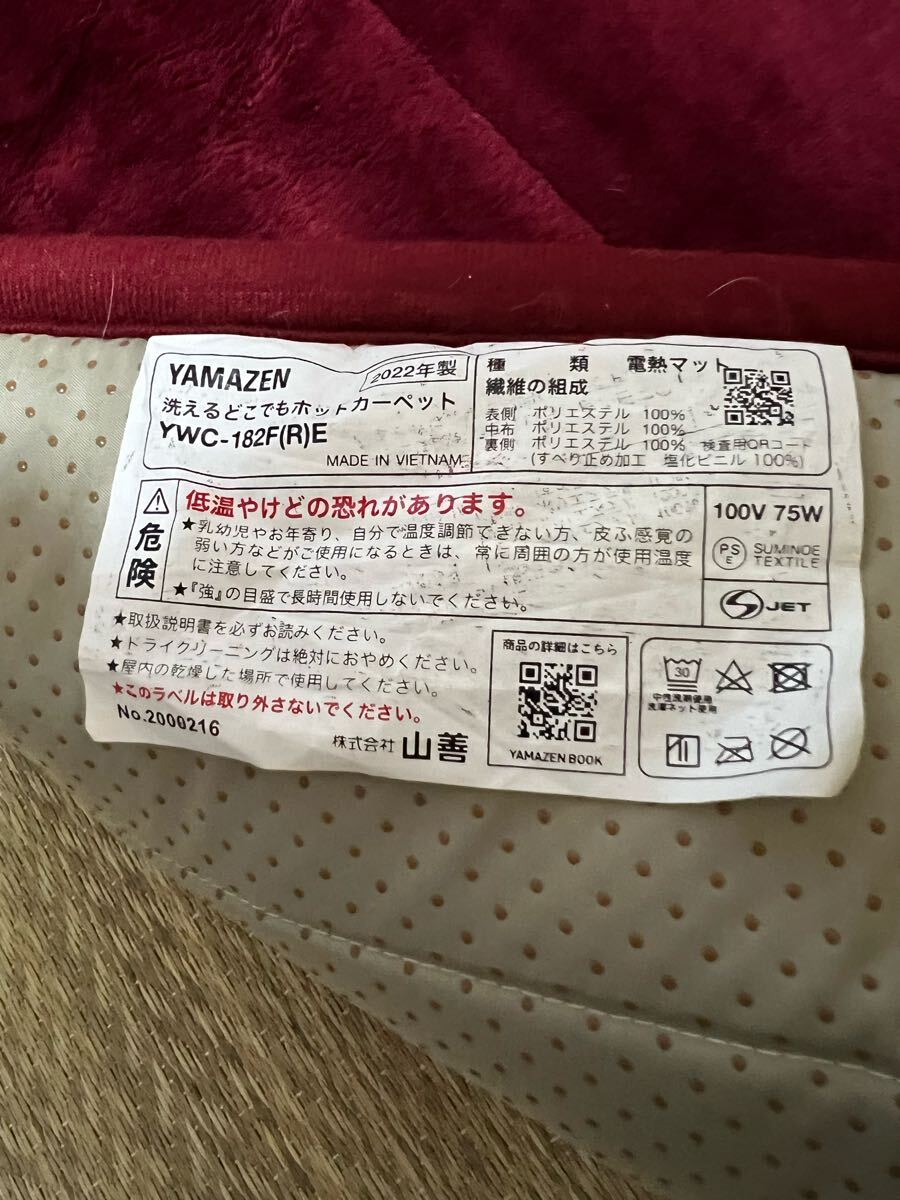 YAMAZEN
2022年製
洗えるどこでもホットカーペット
YWC-182F(R)E
MADE IN VIETNAM
種類 電熱マット
繊維の組成
表側 ポリエステル 100%
中布 ポリエステル 100%
裏側 ポリエステル 100%
(すべり止め加工 塩化ビニル 100%)
検査用QRコード
危険
低温やけどの恐れがあります。
★乳幼児やお年寄り、自分で温度調節できない方、皮ふ感覚の
弱い方などがご使用になるときは、常に周囲の方が使用温度
に注意してください。
★『強』の目盛で長時間使用しないでください。
100V 75W
PS
E
SUMINOE
TEXTILE
JET
★取扱説明書を必ずお読みください。
★ドライクリーニングは絶対におやめください。
★屋内の乾燥した場所で使用してください。
★このラベルは取り外さないでください。
No.2000216
株式会社 山善
商品の詳細はこちら
YAMAZEN BOOK
30
中性洗剤使用
洗濯ネット使用